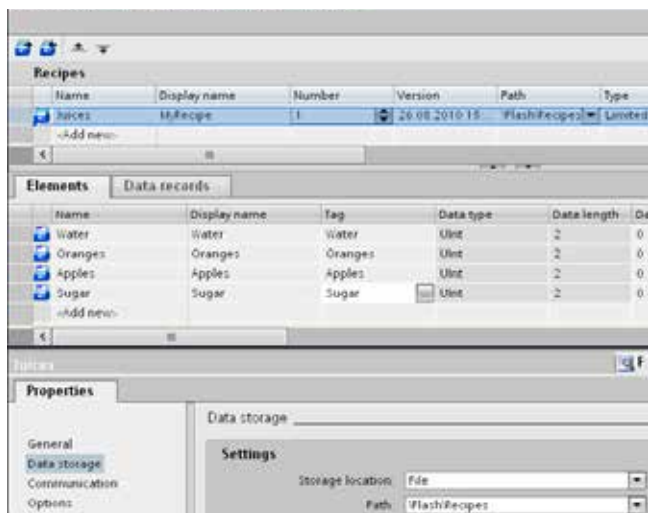 Recipes
Name Display name Number Version Path Type
Juices MyRecipe 1 26.08.2010 15... \Flash\Recipes Limited
<Add new>
Elements Data records
Name Display name Tag Data type Data length Da
Water Water Water UInt 2 0
Oranges Oranges Oranges UInt 2 0
Apples Apples Apples UInt 2 0
Sugar Sugar Sugar ... UInt 2 0
<Add new>
Juices
Properties
Data storage
General
Data storage
Communication
Options
Settings
Storage location: File
Path: \Flash\Recipes